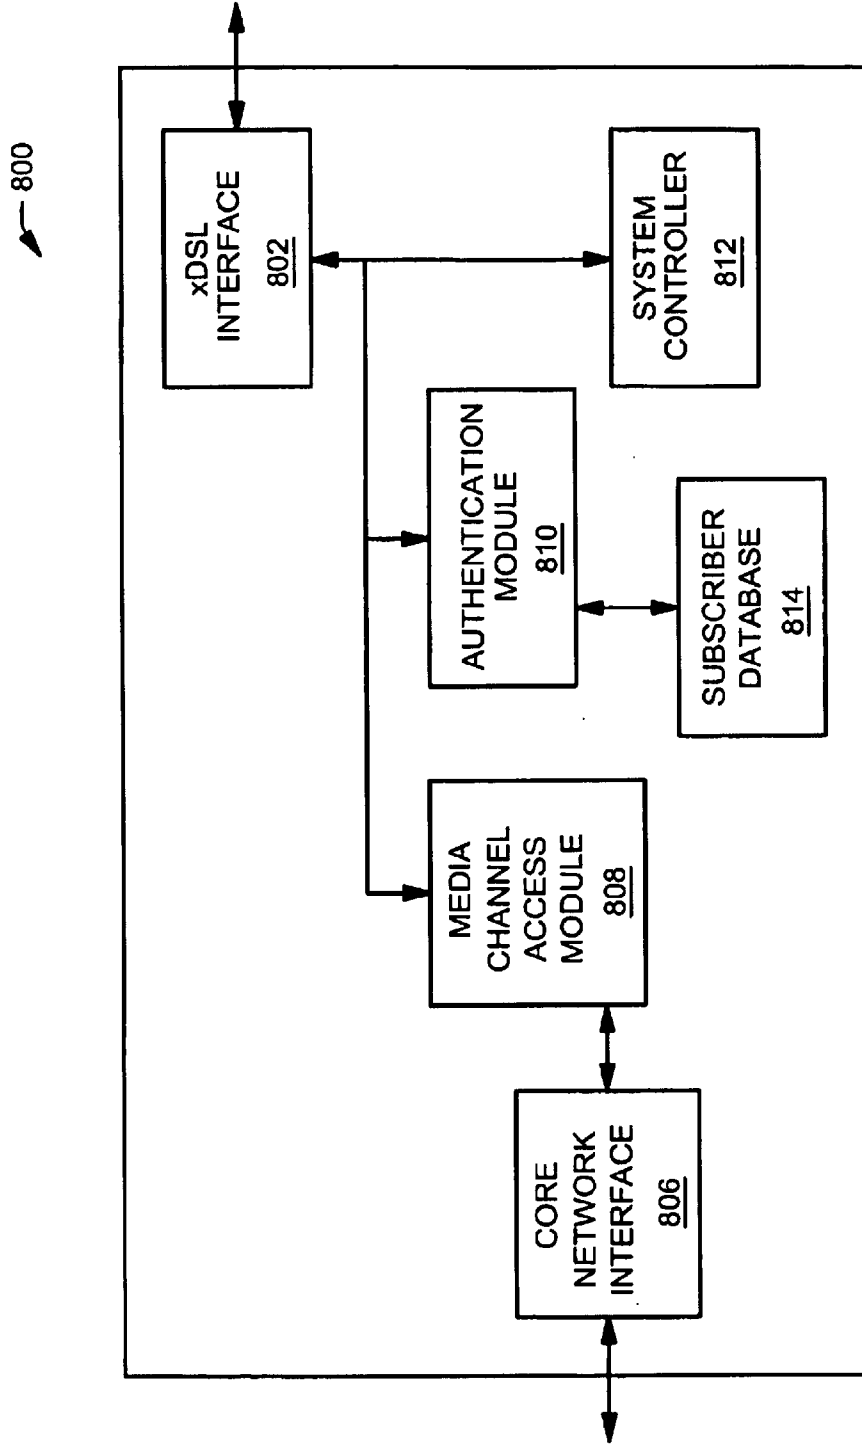 800
xDSL
INTERFACE
802
SYSTEM
CONTROLLER
812
AUTHENTICATION
MODULE
810
SUBSCRIBER
DATABASE
814
MEDIA
CHANNEL
ACCESS
MODULE
808
CORE
NETWORK
INTERFACE
806